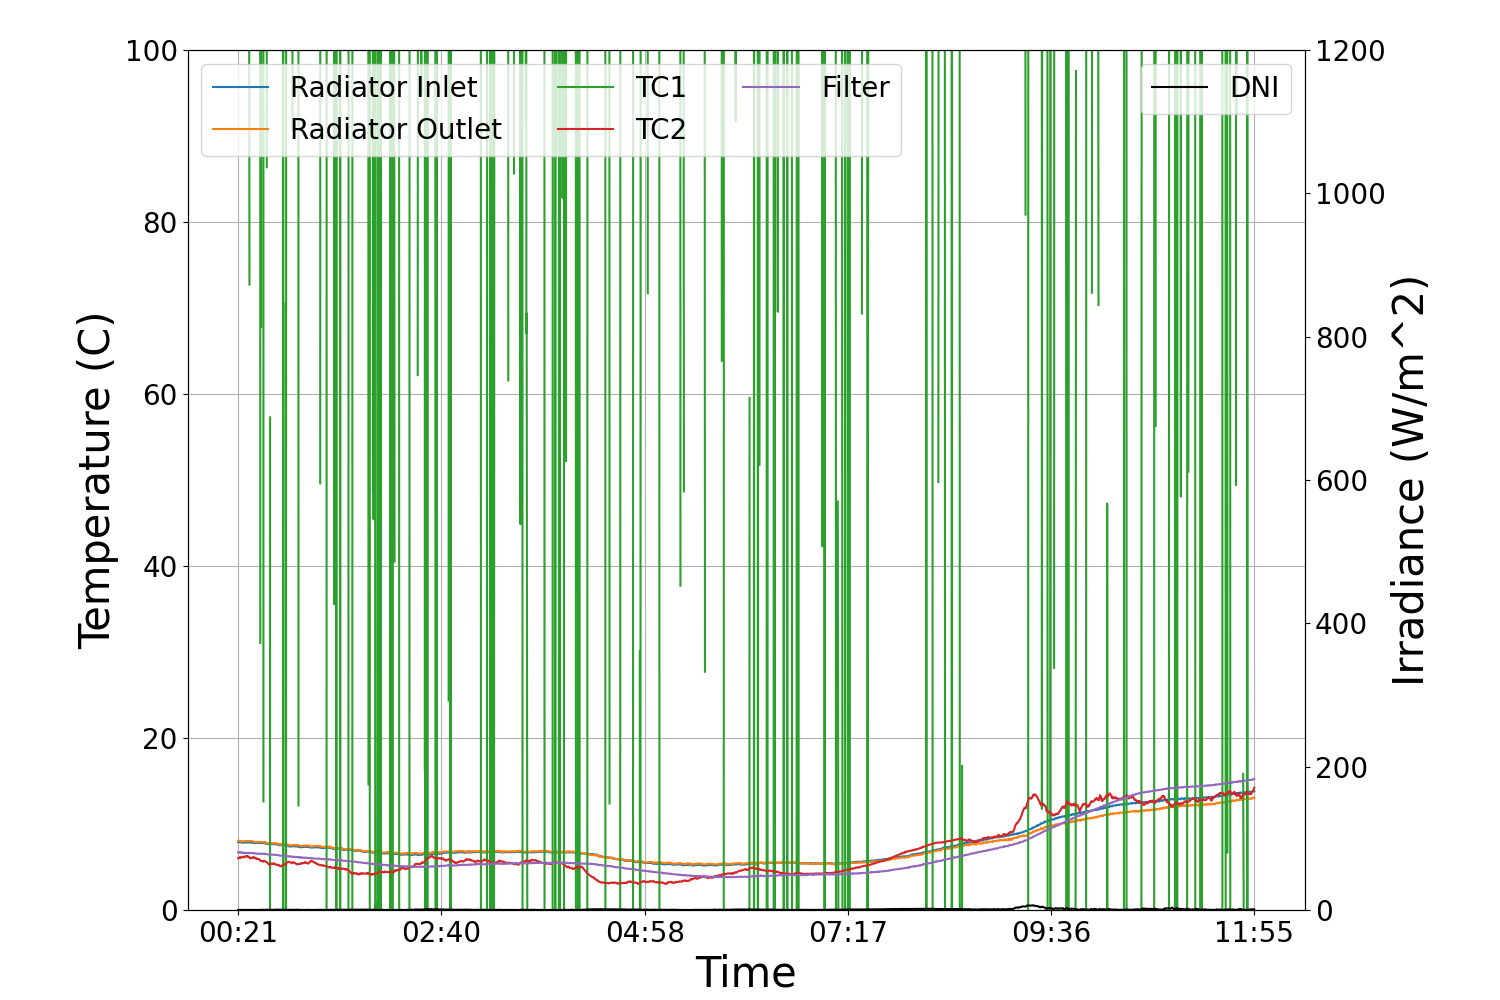 100
80
60
40
20
0
Temperature (C)
Radiator Inlet
Radiator Outlet
TC1
TC2
Filter
DNI
1200
1000
800
600
400
200
0
Irradiance (W/m^2)
00:21 02:40 04:58 07:17 09:36 11:55
Time